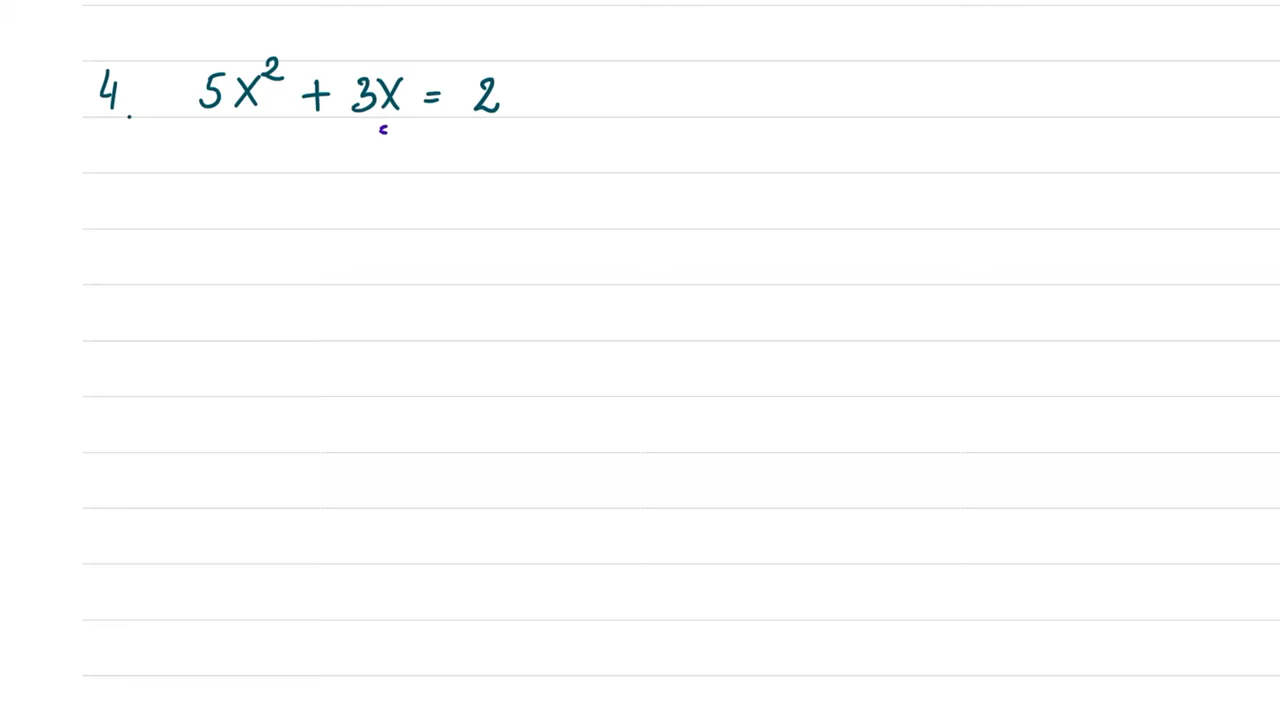 4. 5x² + 3x = 2